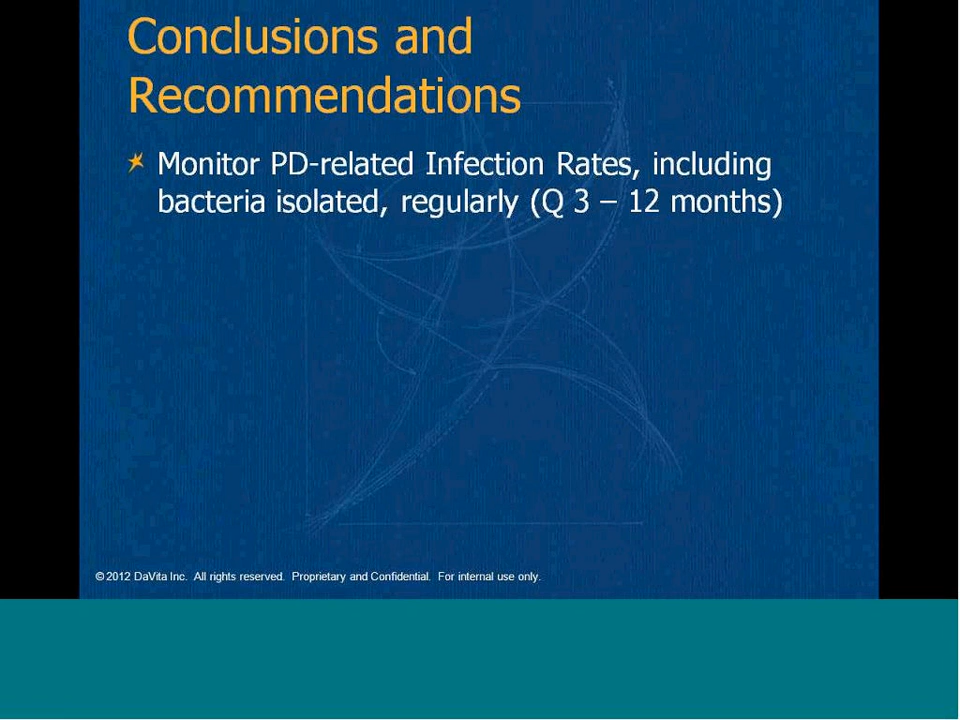 Conclusions and
Recommendations
Monitor PD-related Infection Rates, including
bacteria isolated, regularly (Q 3 – 12 months)
© 2012 DaVita Inc. All rights reserved. Proprietary and Confidential. For internal use only.